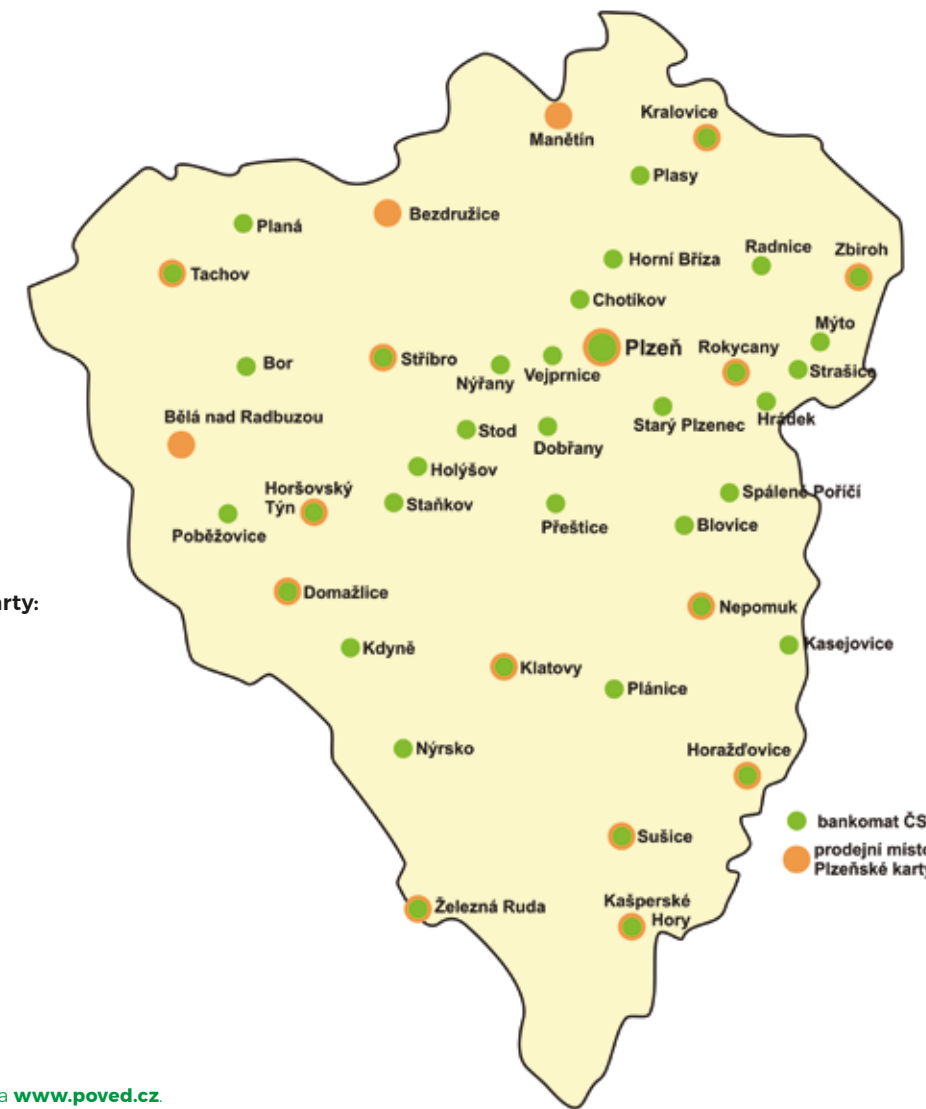 Kralovice
Manětín
Plasy
Bezdružice
Planá
Radnice
Zbiroh
Horní Bříza
Tachov
Chotíkov
Mýto
Plzeň
Rokycany
Stříbro
Bor
Vejprnice
Strašice
Nýřany
Bělá nad Radbuzou
Hrádek
Starý Plzenec
Stod
Dobřany
Holýšov
Horšovský
Týn
Spálené Poříčí
Staňkov
Přeštice
Blovice
Poběžovice
Domažlice
arty:
Nepomuk
Kasejovice
Kdyně
Klatovy
Plánice
Nýrsko
Horažďovice
bankomat ČS
Sušice
prodejní místo
Plzeňské karty
Železná Ruda
Kašperské
Hory
a www.poved.cz.